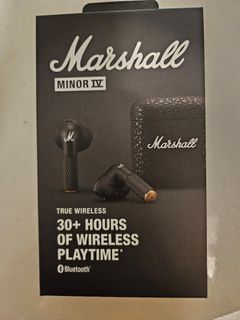 Marshall
MINOR IV
Marshall
TRUE WIRELESS
30+ HOURS
OF WIRELESS
PLAYTIME*
Bluetooth®